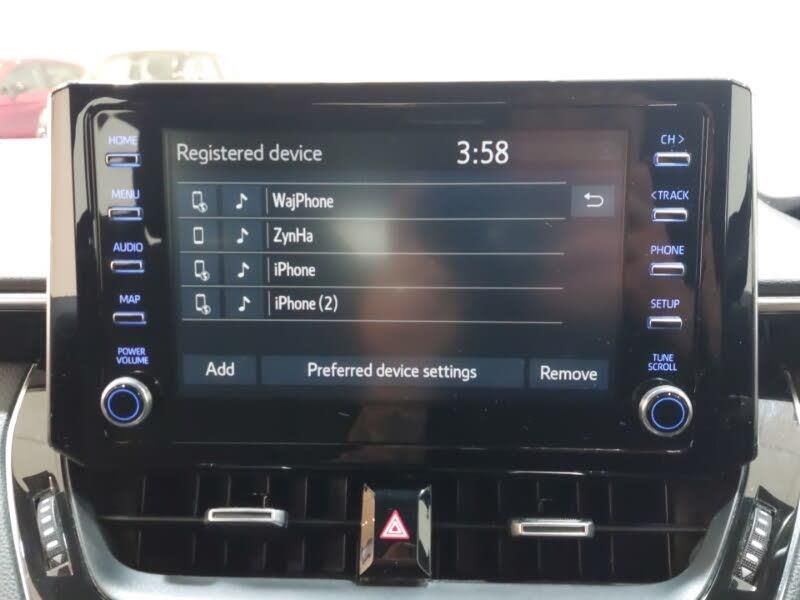 HOME
MENU
AUDIO
MAP
POWER
VOLUME
Registered device
3:58
WajPhone
ZynHa
iPhone
iPhone (2)
Add
Preferred device settings
Remove
CH >
< TRACK
PHONE
SETUP
TUNE
SCROLL